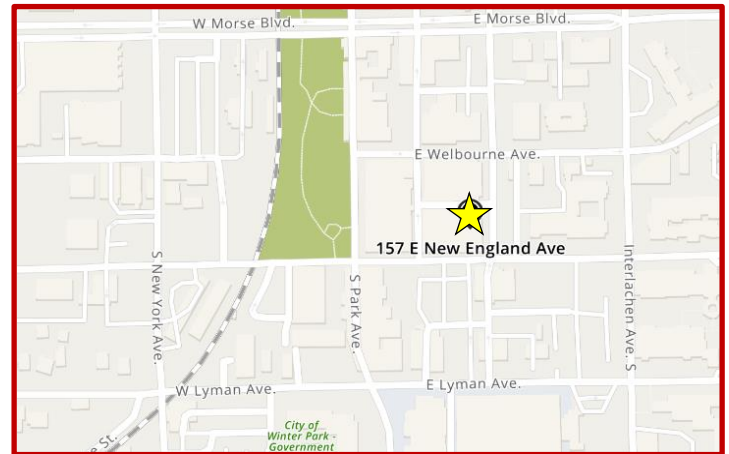 W Morse Blvd.
E Morse Blvd.
E Welbourne Ave.
157 E New England Ave
S New York Ave.
S Park Ave.
Interlachen Ave. S
W Lyman Ave.
E Lyman Ave.
City of
Winter Park -
Government
e St.